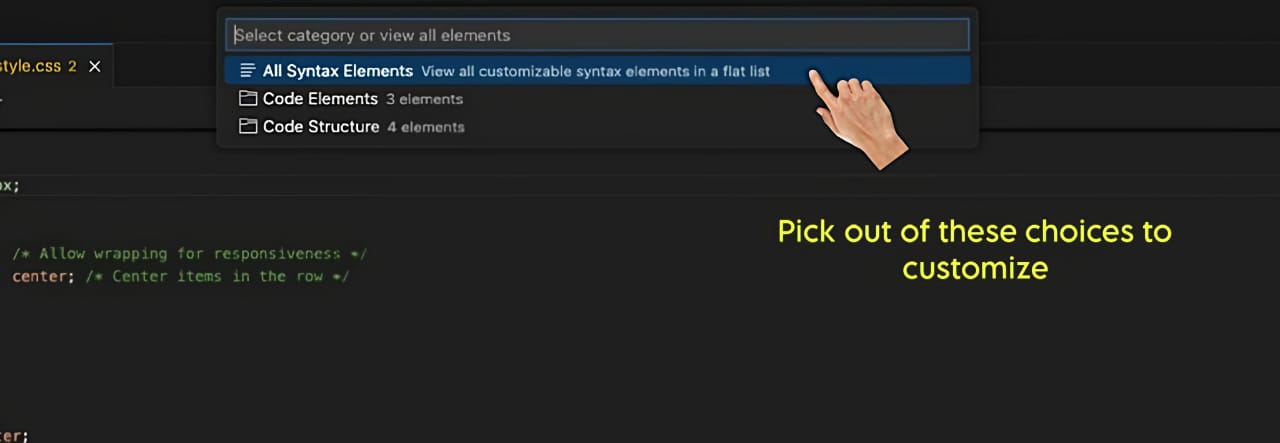 Select category or view all elements
style.css 2
All Syntax Elements View all customizable syntax elements in a flat list
Code Elements 3 elements
Code Structure 4 elements
px;
Pick out of these choices to
customize
/* Allow wrapping for responsiveness */
center; /* Center items in the row */
ter;